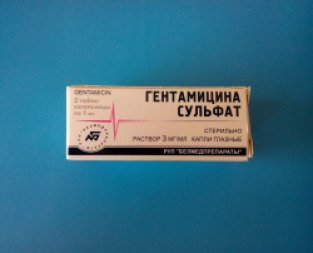 GENTAMICIN
2 тюбик-
капельницы
по 1 мл
ГЕНТАМИЦИНА
СУЛЬФАТ
СТЕРИЛЬНО
РАСТВОР 3 МГ/МЛ КАПЛИ ГЛАЗНЫЕ
РУП "БЕЛМЕДПРЕПАРАТЫ"